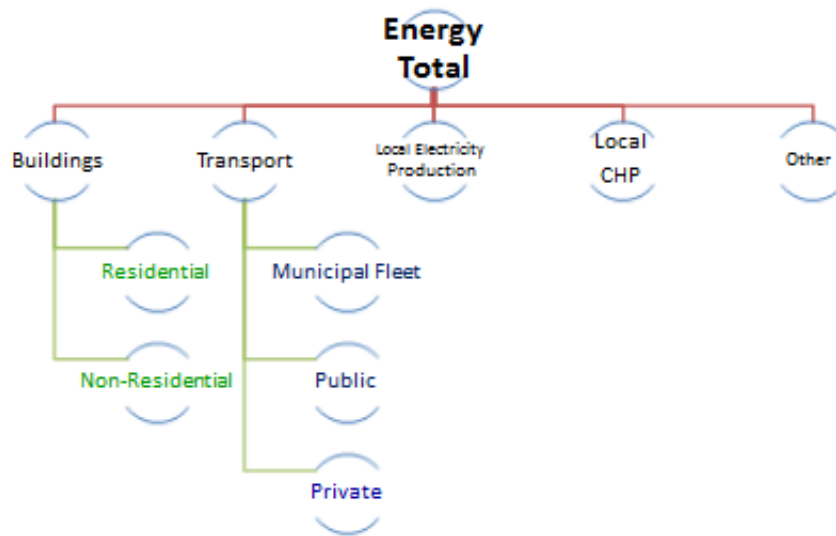 Energy
Total
Buildings
Transport
Local Electricity
Production
Local
CHP
Other
Residential
Municipal Fleet
Non-Residential
Public
Private